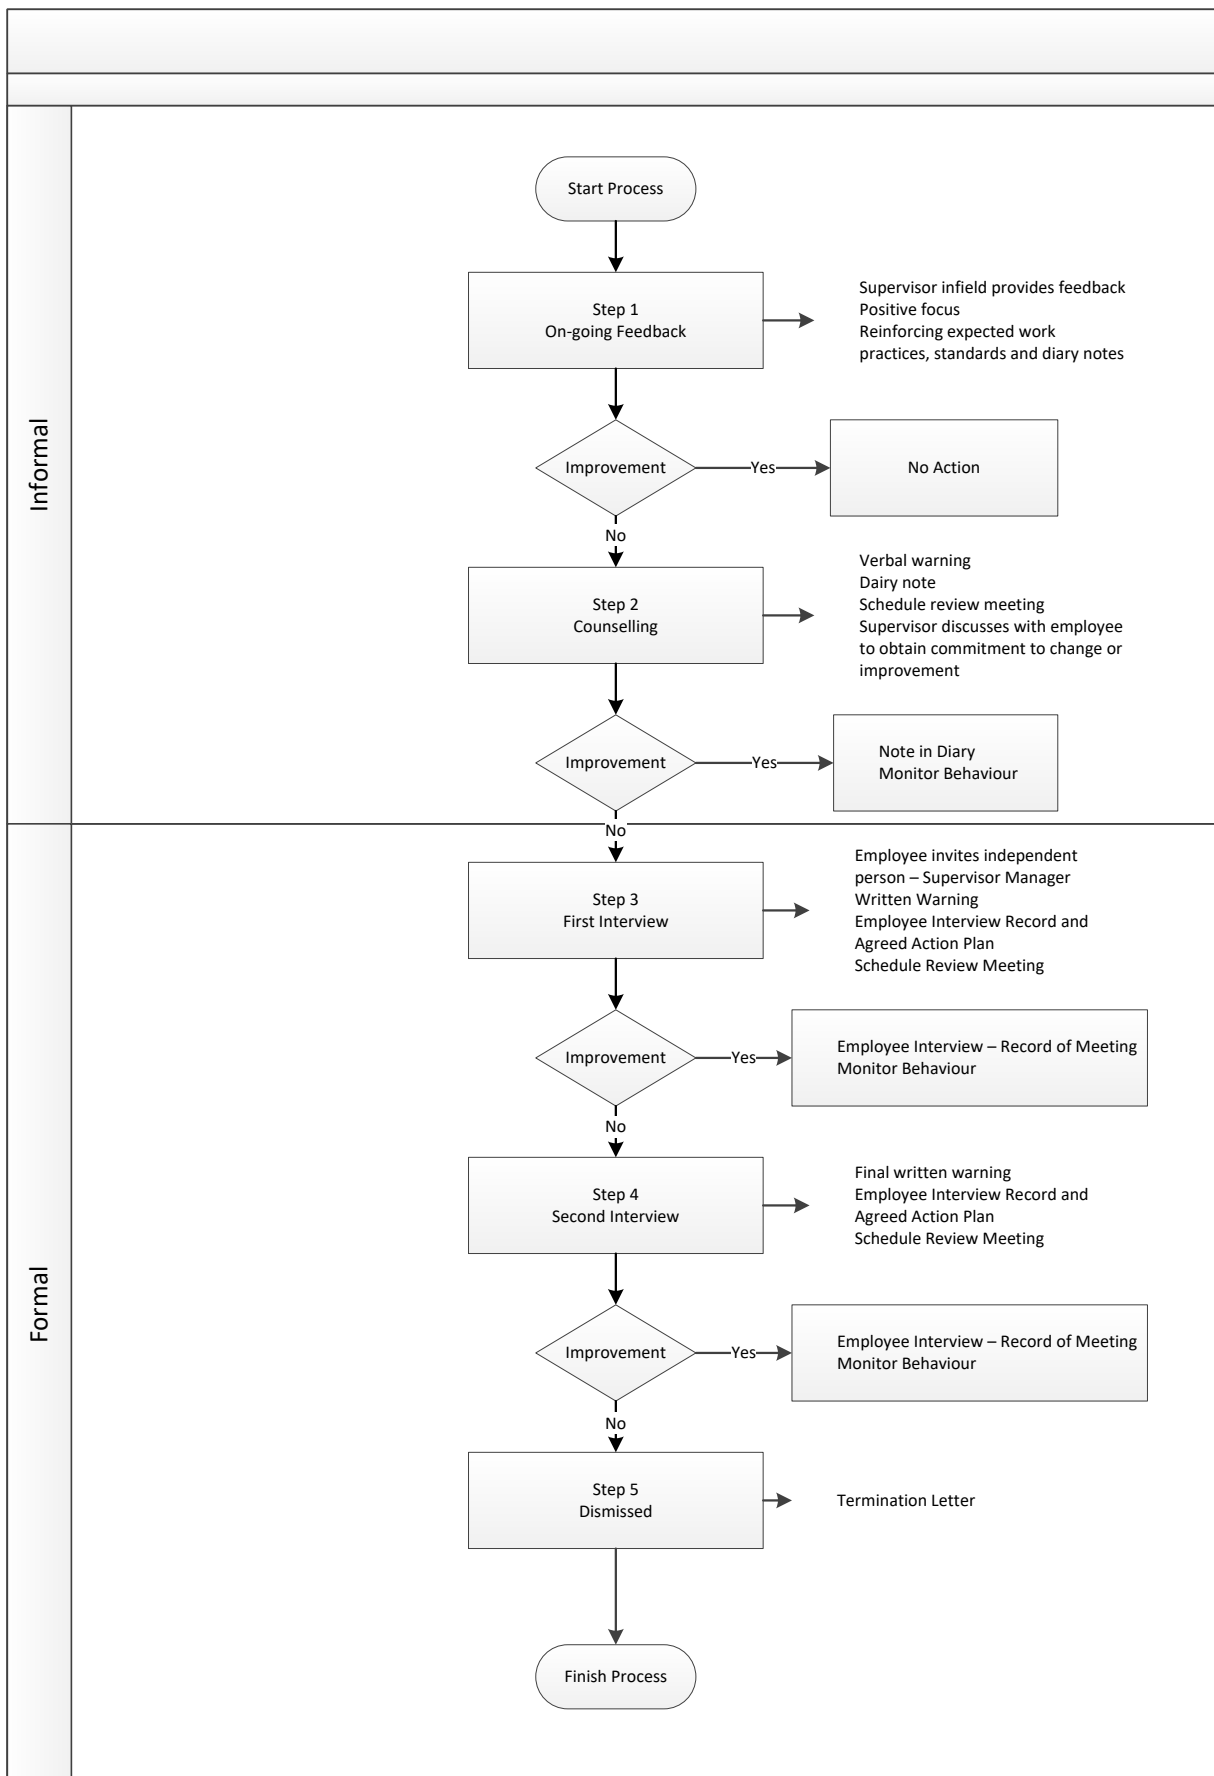 Informal
Start Process
Step 1
On-going Feedback
Supervisor infield provides feedback
Positive focus
Reinforcing expected work
practices, standards and diary notes
Improvement
Yes
No Action
No
Step 2
Counselling
Verbal warning
Dairy note
Schedule review meeting
Supervisor discusses with employee
to obtain commitment to change or
improvement
Improvement
Yes
Note in Diary
Monitor Behaviour
No
Formal
Step 3
First Interview
Employee invites independent
person – Supervisor Manager
Written Warning
Employee Interview Record and
Agreed Action Plan
Schedule Review Meeting
Improvement
Yes
Employee Interview – Record of Meeting
Monitor Behaviour
No
Step 4
Second Interview
Final written warning
Employee Interview Record and
Agreed Action Plan
Schedule Review Meeting
Improvement
Yes
Employee Interview – Record of Meeting
Monitor Behaviour
No
Step 5
Dismissed
Termination Letter
Finish Process